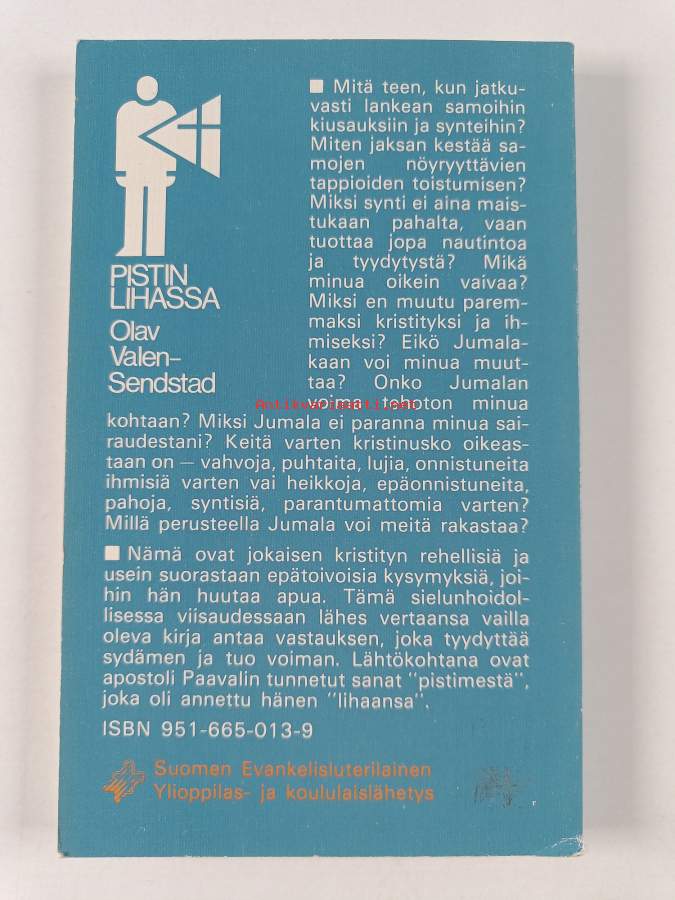 PISTIN
LIHASSA
Olav
Valen-
Sendstad
■ Mitä teen, kun jatku-
vasti lankean samoihin
kiusauksiin ja synteihin?
Miten jaksan kestää sa-
mojen nöyryyttävien
tappioiden toistumisen?
Miksi synti ei aina mais-
tukaan pahalta, vaan
tuottaa jopa nautintoa
ja tyydytystä? Mikä
minua oikein vaivaa?
Miksi en muutu parem-
maksi kristityksi ja ih-
miseksi? Eikö Jumala-
kaan voi minua muut-
taa? Onko Jumalan
voima tehoton minua
Antikvariaatti.net
kohtaan? Miksi Jumala ei paranna minua sai-
raudestani? Keitä varten kristinusko oikeas-
taan on — vahvoja, puhtaita, lujia, onnistuneita
ihmisiä varten vai heikkoja, epäonnistuneita,
pahoja, syntisiä, parantumattomia varten?
Millä perusteella Jumala voi meitä rakastaa?
■ Nämä ovat jokaisen kristityn rehellisiä ja
usein suorastaan epätoivoisia kysymyksiä, joi-
hin hän huutaa apua. Tämä sielunhoidol-
lisessa viisaudessaan lähes vertaansa vailla
oleva kirja antaa vastauksen, joka tyydyttää
sydämen ja tuo voiman. Lähtökohtana ovat
apostoli Paavalin tunnetut sanat "pistimestä",
joka oli annettu hänen "lihaansa".
ISBN 951-665-013-9
Suomen Evankelisluterilainen
Ylioppilas- ja koululaislähetys